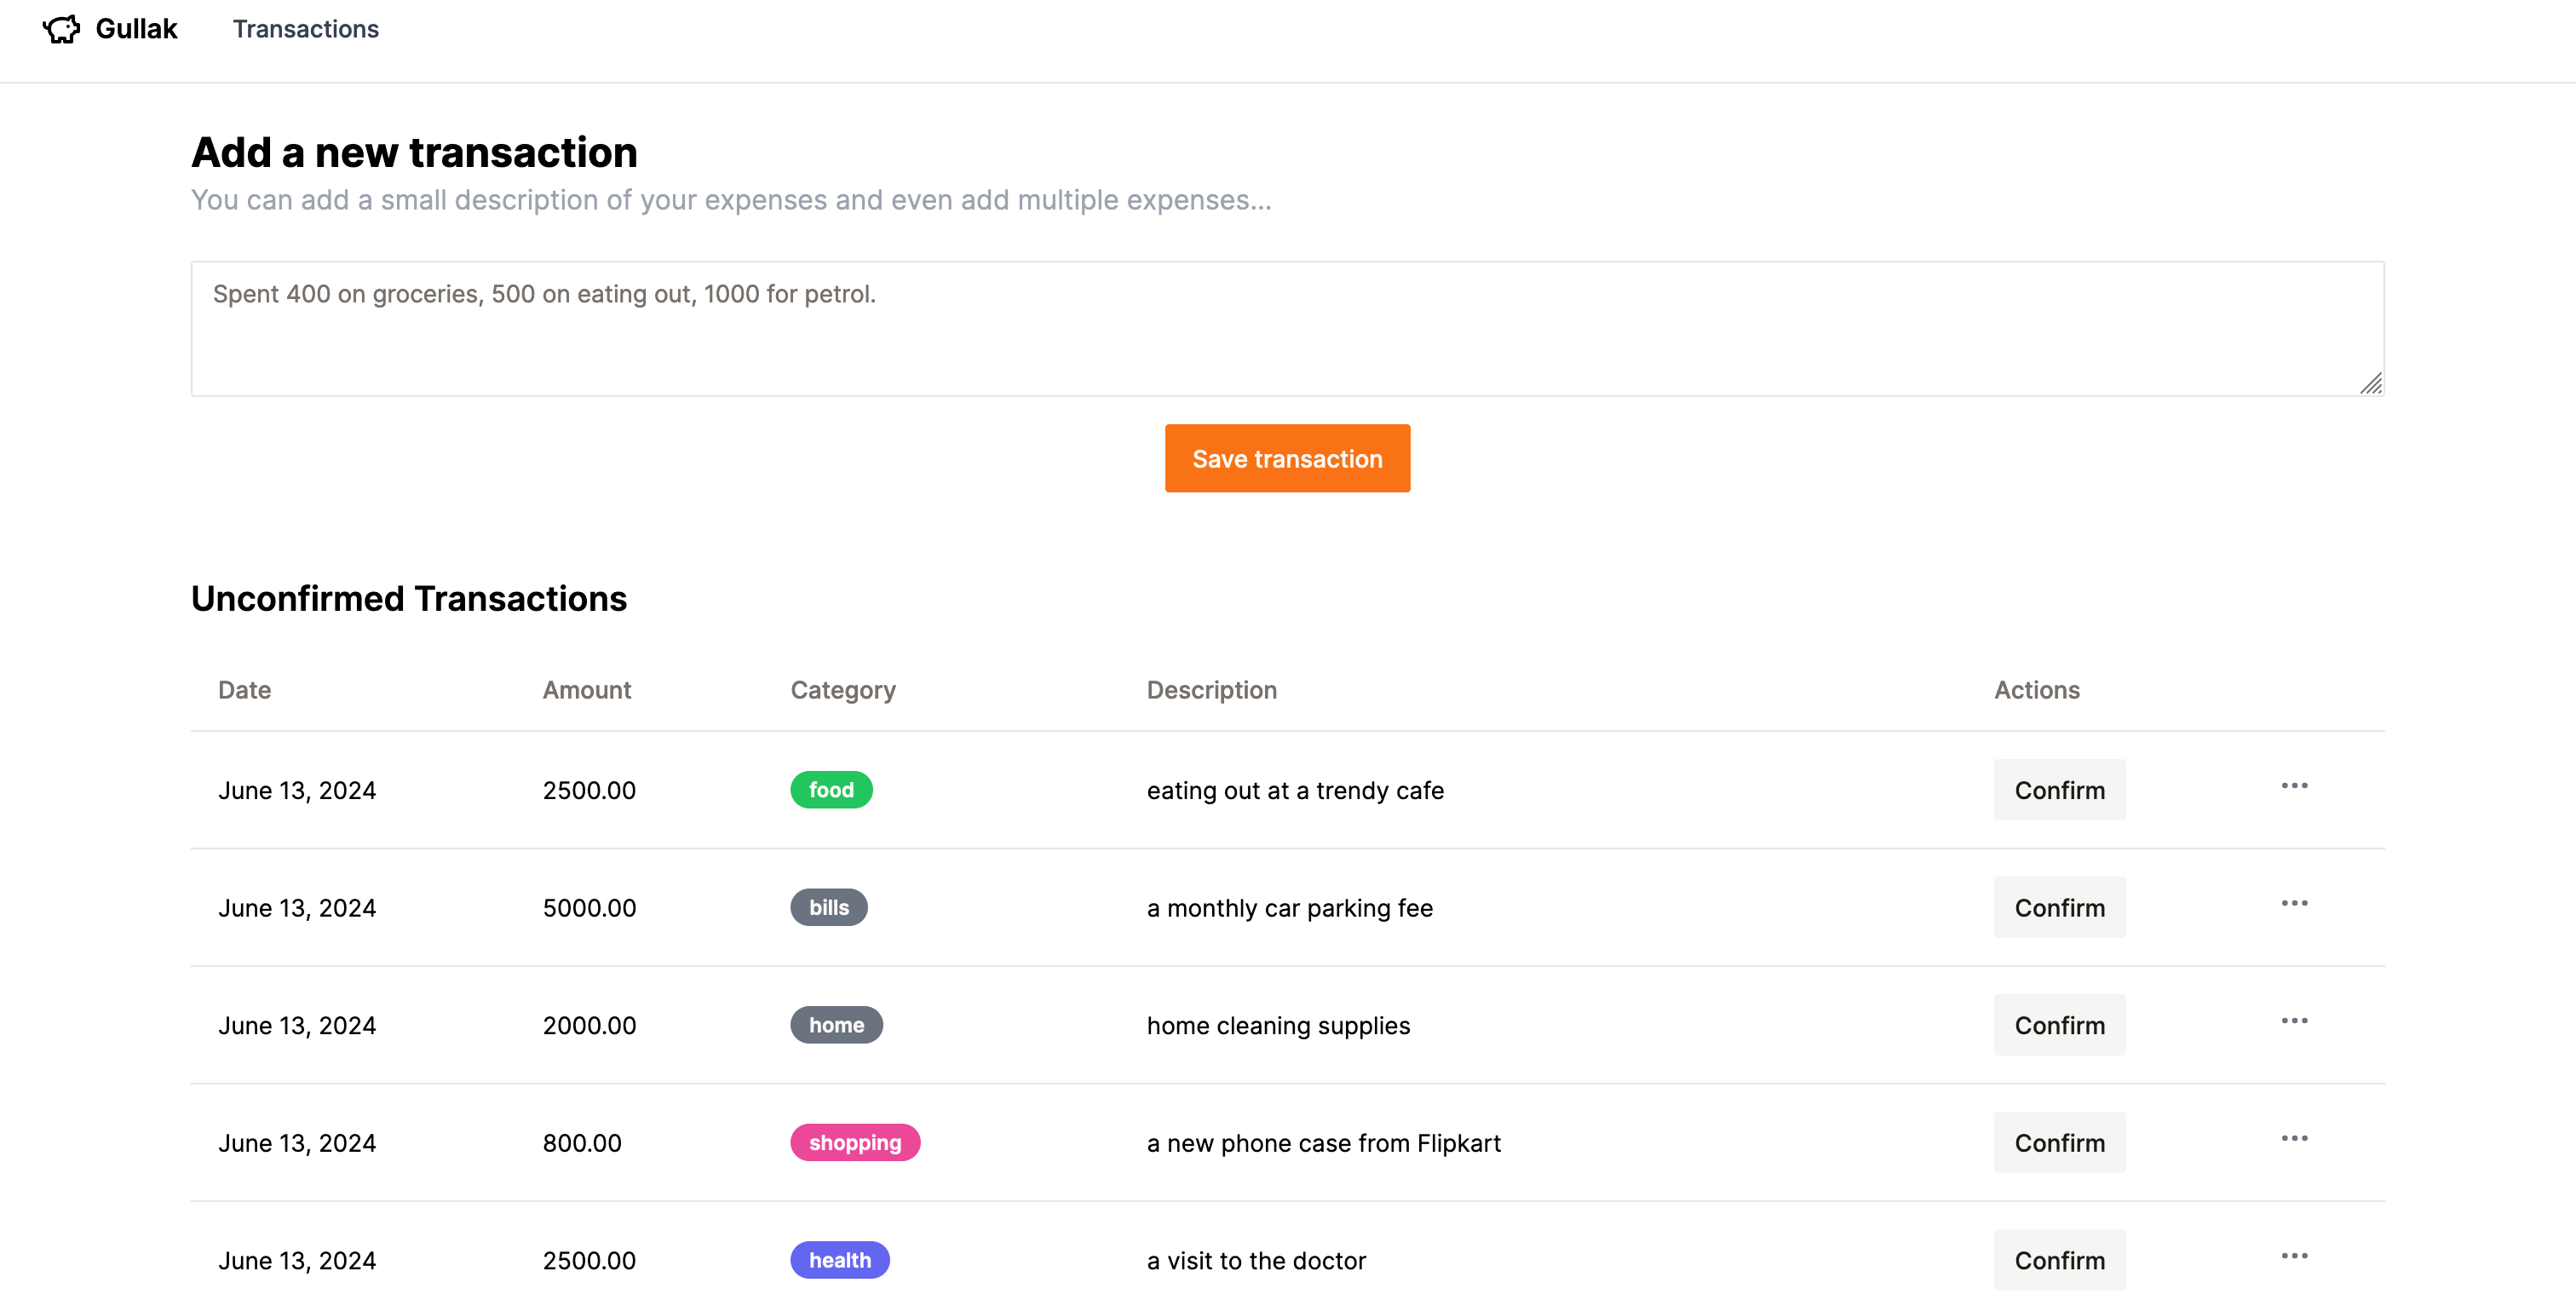 Gullak Transactions
Add a new transaction
You can add a small description of your expenses and even add multiple expenses...
Spent 400 on groceries, 500 on eating out, 1000 for petrol.
Save transaction
Unconfirmed Transactions
Date Amount Category Description Actions
June 13, 2024 2500.00 food eating out at a trendy cafe Confirm ...
June 13, 2024 5000.00 bills a monthly car parking fee Confirm ...
June 13, 2024 2000.00 home home cleaning supplies Confirm ...
June 13, 2024 800.00 shopping a new phone case from Flipkart Confirm ...
June 13, 2024 2500.00 health a visit to the doctor Confirm ...